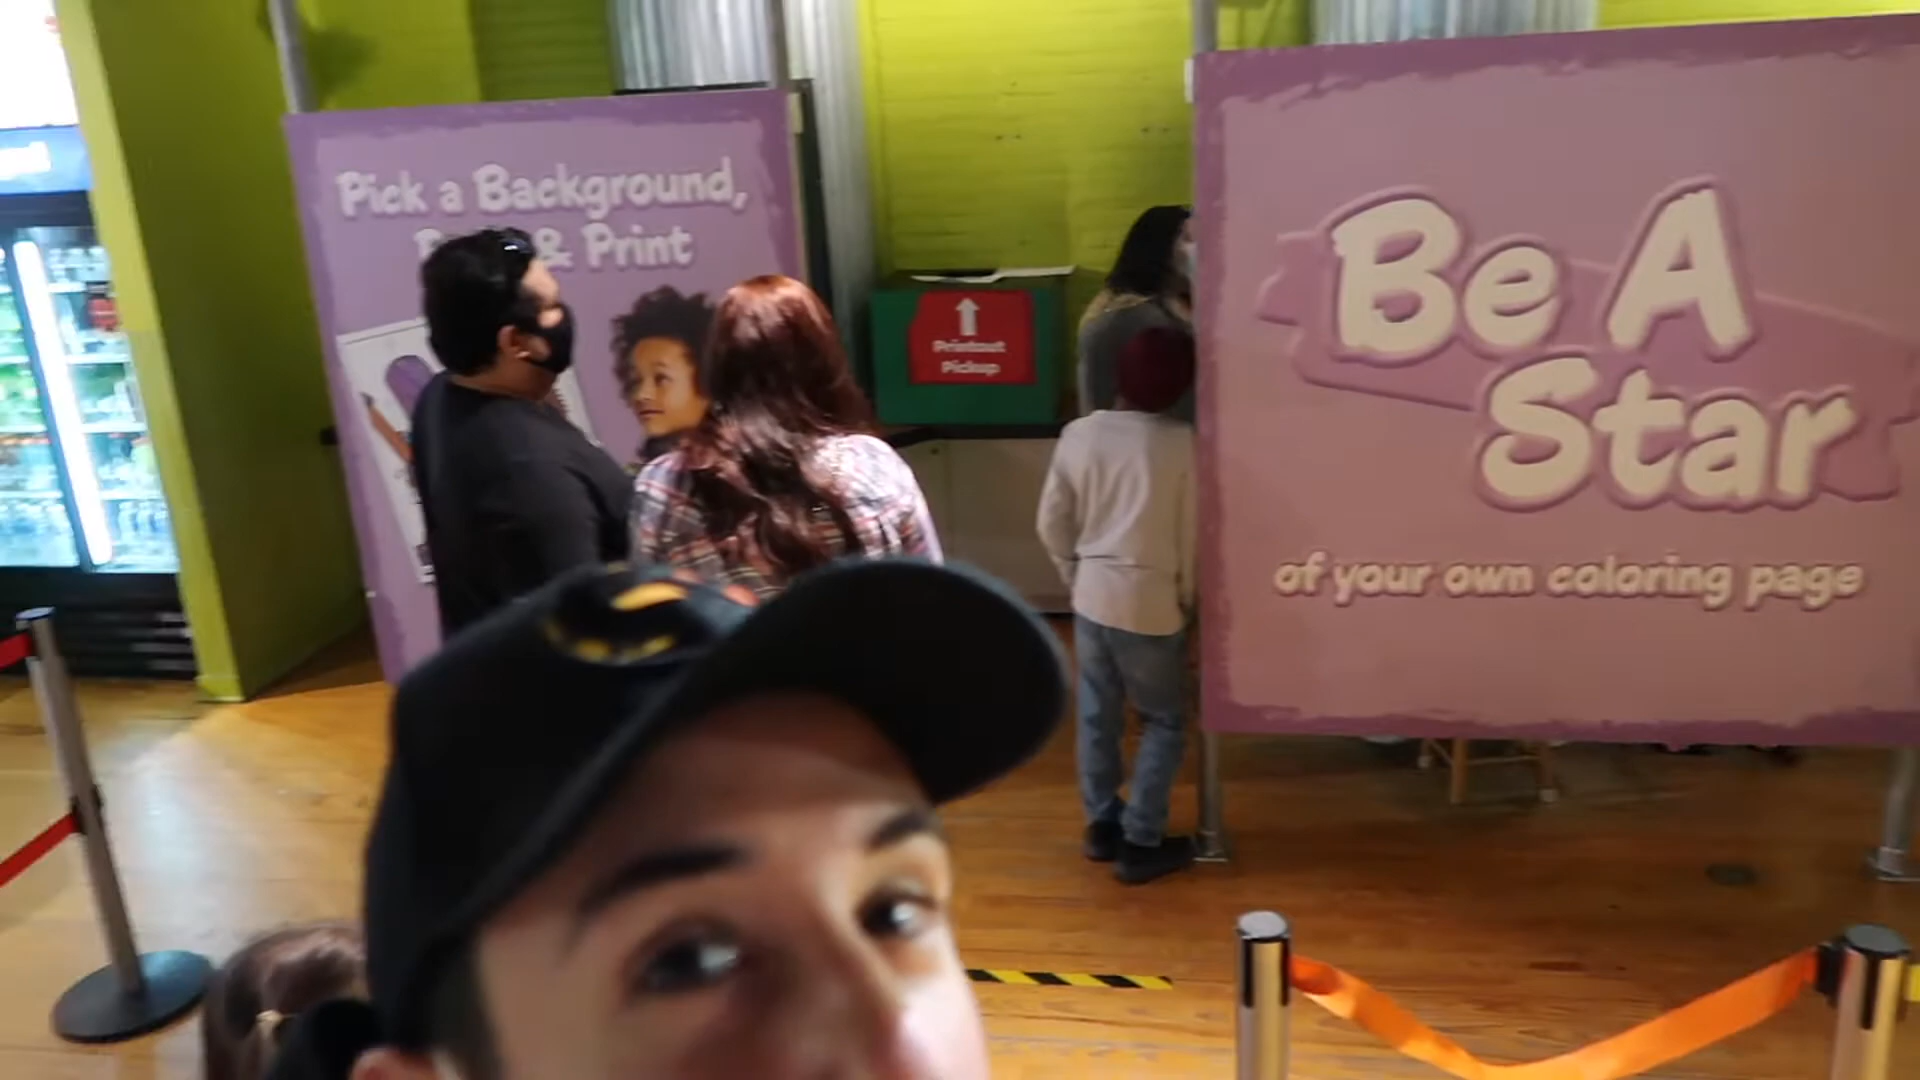 Pick a Background,
& Print
Printout
Pickup
Be A
Star
of your own coloring page